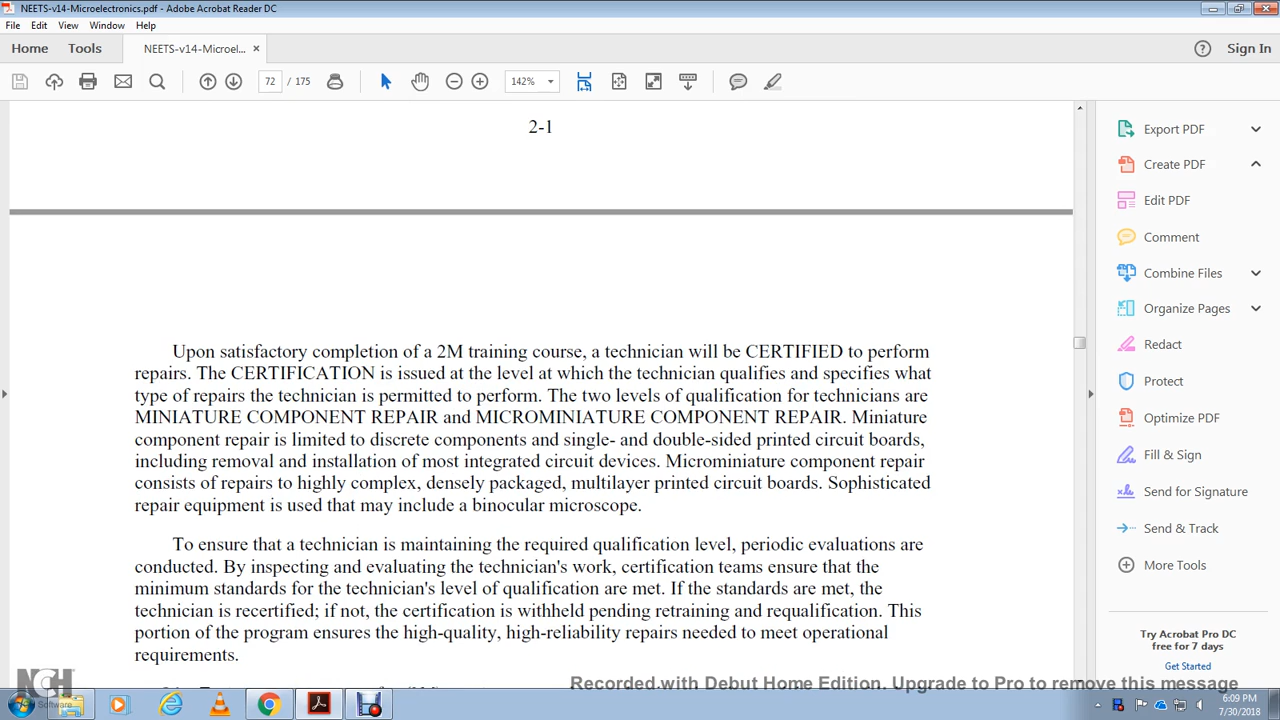 NEETS-v14-Microelectronics.pdf - Adobe Acrobat Reader DC
File Edit View Window Help
Home Tools NEETS-v14-Microel... × Sign In
72 / 175 142%
2-1
Upon satisfactory completion of a 2M training course, a technician will be CERTIFIED to perform
repairs. The CERTIFICATION is issued at the level at which the technician qualifies and specifies what
type of repairs the technician is permitted to perform. The two levels of qualification for technicians are
MINIATURE COMPONENT REPAIR and MICROMINIATURE COMPONENT REPAIR. Miniature
component repair is limited to discrete components and single- and double-sided printed circuit boards,
including removal and installation of most integrated circuit devices. Microminiature component repair
consists of repairs to highly complex, densely packaged, multilayer printed circuit boards. Sophisticated
repair equipment is used that may include a binocular microscope.
To ensure that a technician is maintaining the required qualification level, periodic evaluations are
conducted. By inspecting and evaluating the technician's work, certification teams ensure that the
minimum standards for the technician's level of qualification are met. If the standards are met, the
technician is recertified; if not, the certification is withheld pending retraining and requalification. This
portion of the program ensures the high-quality, high-reliability repairs needed to meet operational
requirements.
Export PDF
Create PDF
Edit PDF
Comment
Combine Files
Organize Pages
Redact
Protect
Optimize PDF
Fill & Sign
Send for Signature
Send & Track
More Tools
Try Acrobat Pro DC
free for 7 days
Get Started
NCH
Software
Recorded with Debut Home Edition. Upgrade to Pro to remove this message
6:09 PM
7/30/2018